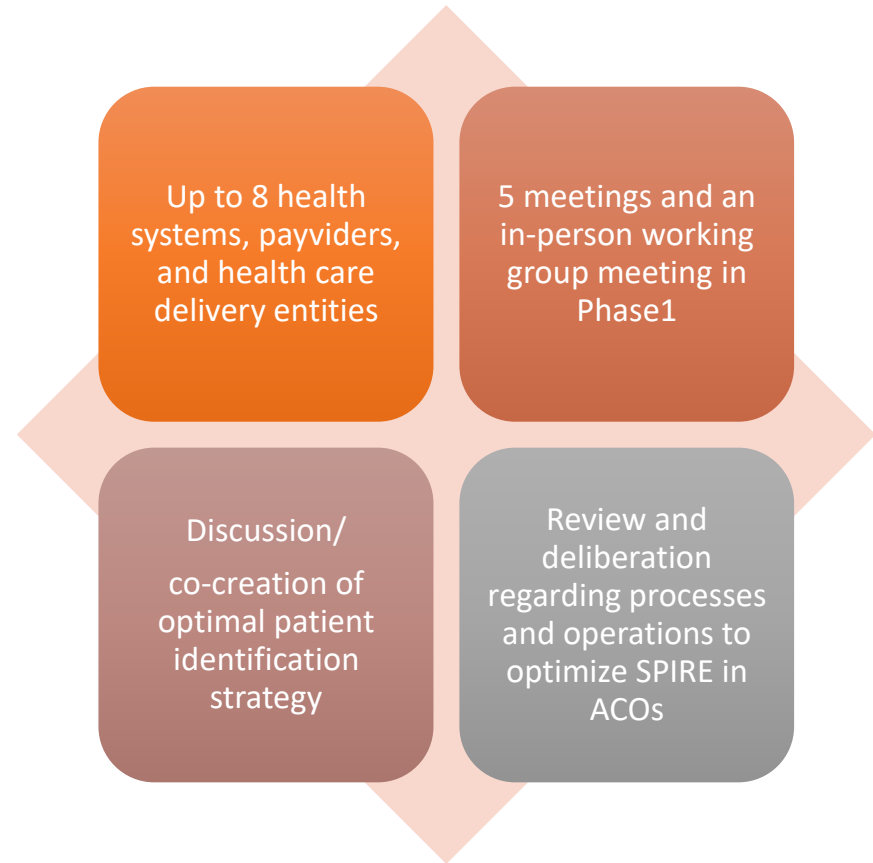 Up to 8 health
systems, payviders,
and health care
delivery entities
5 meetings and an
in-person working
group meeting in
Phase1
Discussion/
co-creation of
optimal patient
identification
strategy
Review and
deliberation
regarding processes
and operations to
optimize SPIRE in
ACOs